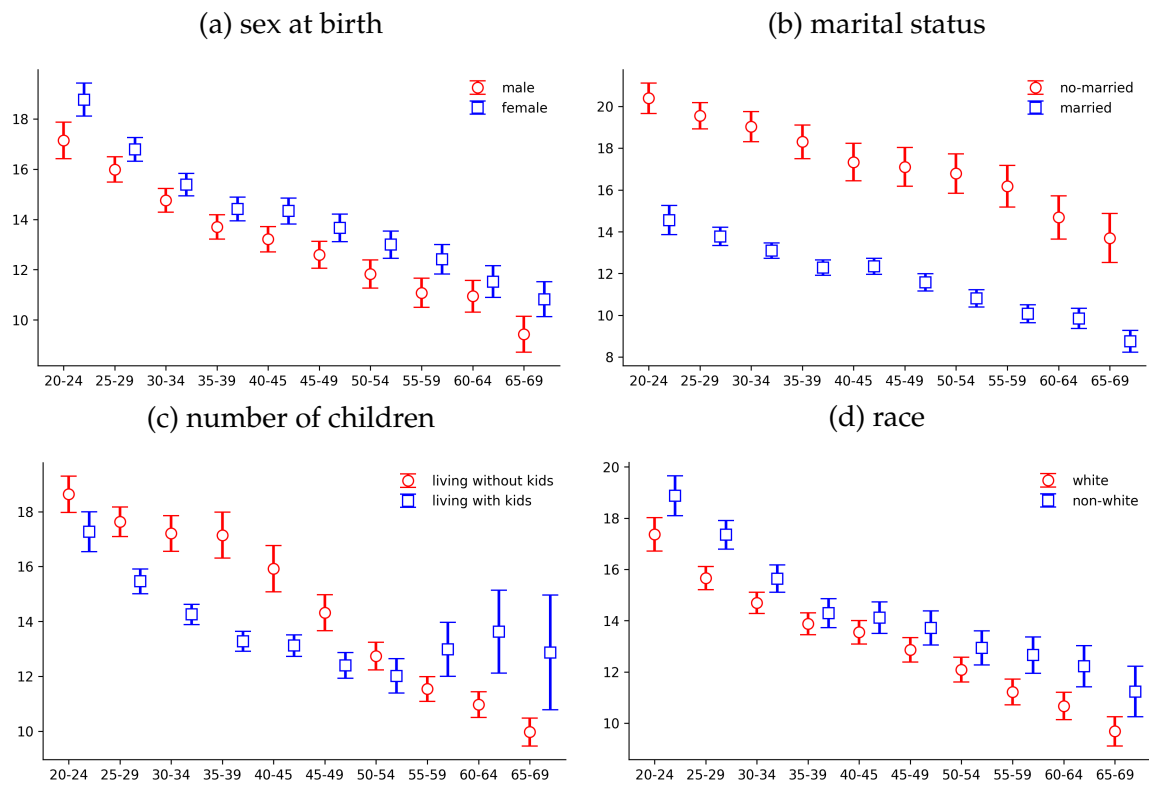 (a) sex at birth
male
female
18
16
14
12
10
20-24 25-29 30-34 35-39 40-45 45-49 50-54 55-59 60-64 65-69
(b) marital status
no-married
married
20
18
16
14
12
10
8
20-24 25-29 30-34 35-39 40-45 45-49 50-54 55-59 60-64 65-69
(c) number of children
living without kids
living with kids
18
16
14
12
10
20-24 25-29 30-34 35-39 40-45 45-49 50-54 55-59 60-64 65-69
(d) race
white
non-white
20
18
16
14
12
10
20-24 25-29 30-34 35-39 40-45 45-49 50-54 55-59 60-64 65-69